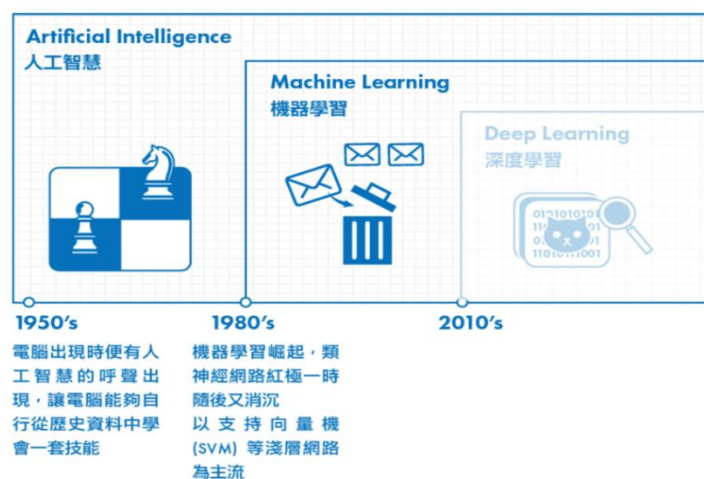 Artificial Intelligence
人工智慧
Machine Learning
機器學習
Deep Learning
深度學習
1950's
1980's
2010's
電腦出現時便有人
工智慧的呼聲出
現，讓電腦能夠自
行從歷史資料中學
會一套技能
機器學習崛起，類
神經網路紅極一時
隨後又消沉
以支持向量機
(SVM) 等淺層網路
為主流